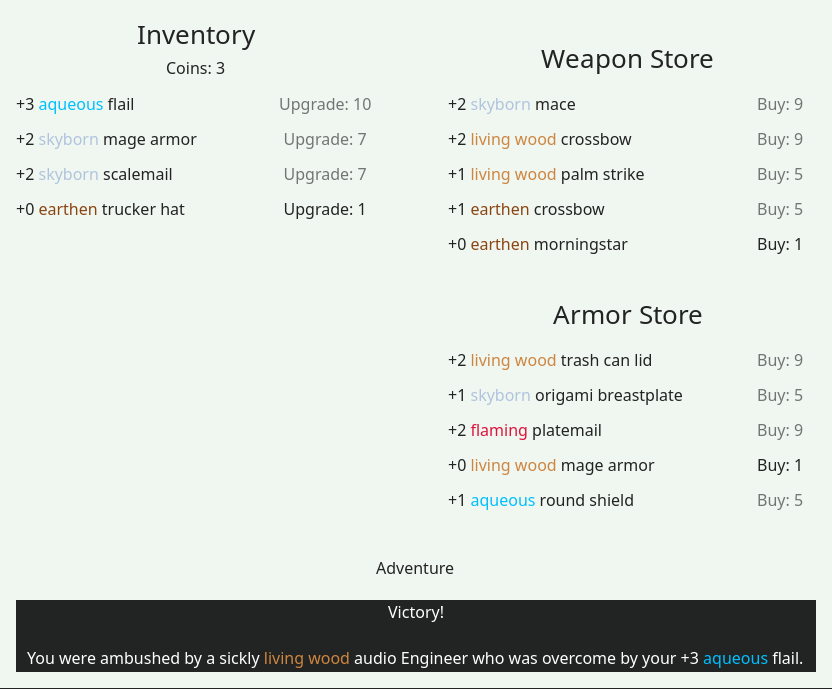 Inventory
Coins: 3
+3 aqueous flail Upgrade: 10
+2 skyborn mage armor Upgrade: 7
+2 skyborn scalemail Upgrade: 7
+0 earthen trucker hat Upgrade: 1
Weapon Store
+2 skyborn mace Buy: 9
+2 living wood crossbow Buy: 9
+1 living wood palm strike Buy: 5
+1 earthen crossbow Buy: 5
+0 earthen morningstar Buy: 1
Armor Store
+2 living wood trash can lid Buy: 9
+1 skyborn origami breastplate Buy: 5
+2 flaming platemail Buy: 9
+0 living wood mage armor Buy: 1
+1 aqueous round shield Buy: 5
Adventure
Victory!
You were ambushed by a sickly living wood audio Engineer who was overcome by your +3 aqueous flail.